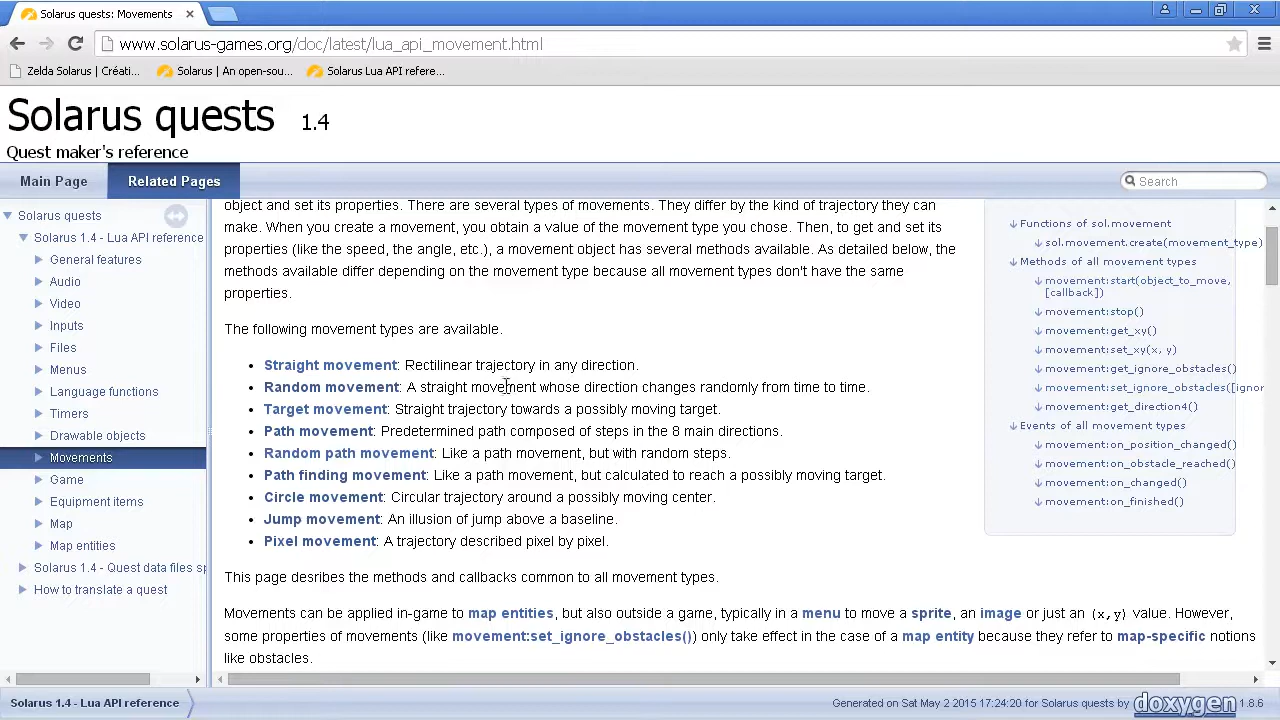 Solarus quests: Movements
www.solarus-games.org/doc/latest/lua_api_movement.html
Zelda Solarus | Créati...
Solarus | An open-sou...
Solarus Lua API refere...
Solarus quests 1.4
Quest maker's reference
Main Page
Related Pages
Search
Solarus quests
Solarus 1.4 - Lua API reference
General features
Audio
Video
Inputs
Files
Menus
Language functions
Timers
Drawable objects
Movements
Game
Equipment items
Map
Map entities
Solarus 1.4 - Quest data files sp
How to translate a quest
object and set its properties. There are several types of movements. They differ by the kind of trajectory they can
make. When you create a movement, you obtain a value of the movement type you chose. Then, to get and set its
properties (like the speed, the angle, etc.), a movement object has several methods available. As detailed below, the
methods available differ depending on the movement type because all movement types don't have the same
properties.
The following movement types are available.
Straight movement: Rectilinear trajectory in any direction.
Random movement: A straight movement whose direction changes randomly from time to time.
Target movement: Straight trajectory towards a possibly moving target.
Path movement: Predetermined path composed of steps in the 8 main directions.
Random path movement: Like a path movement, but with random steps.
Path finding movement: Like a path movement, but calculated to reach a possibly moving target.
Circle movement: Circular trajectory around a possibly moving center.
Jump movement: An illusion of jump above a baseline.
Pixel movement: A trajectory described pixel by pixel.
This page desribes the methods and callbacks common to all movement types.
Movements can be applied in-game to map entities, but also outside a game, typically in a menu to move a sprite, an image or just an (x,y) value. However,
some properties of movements (like movement:set_ignore_obstacles()) only take effect in the case of a map entity because they refer to map-specific notions
like obstacles.
Functions of sol.movement
sol.movement.create(movement_type)
Methods of all movement types
movement:start(object_to_move,
[callback])
movement:stop()
movement:get_xy()
movement:set_xy(x, y)
movement:get_ignore_obstacles()
movement:set_ignore_obstacles([ignor
movement:get_direction4()
Events of all movement types
movement:on_position_changed()
movement:on_obstacle_reached()
movement:on_changed()
movement:on_finished()
Solarus 1.4 - Lua API reference
Generated on Sat May 2 2015 17:24:20 for Solarus quests by doxygen 1.8.6